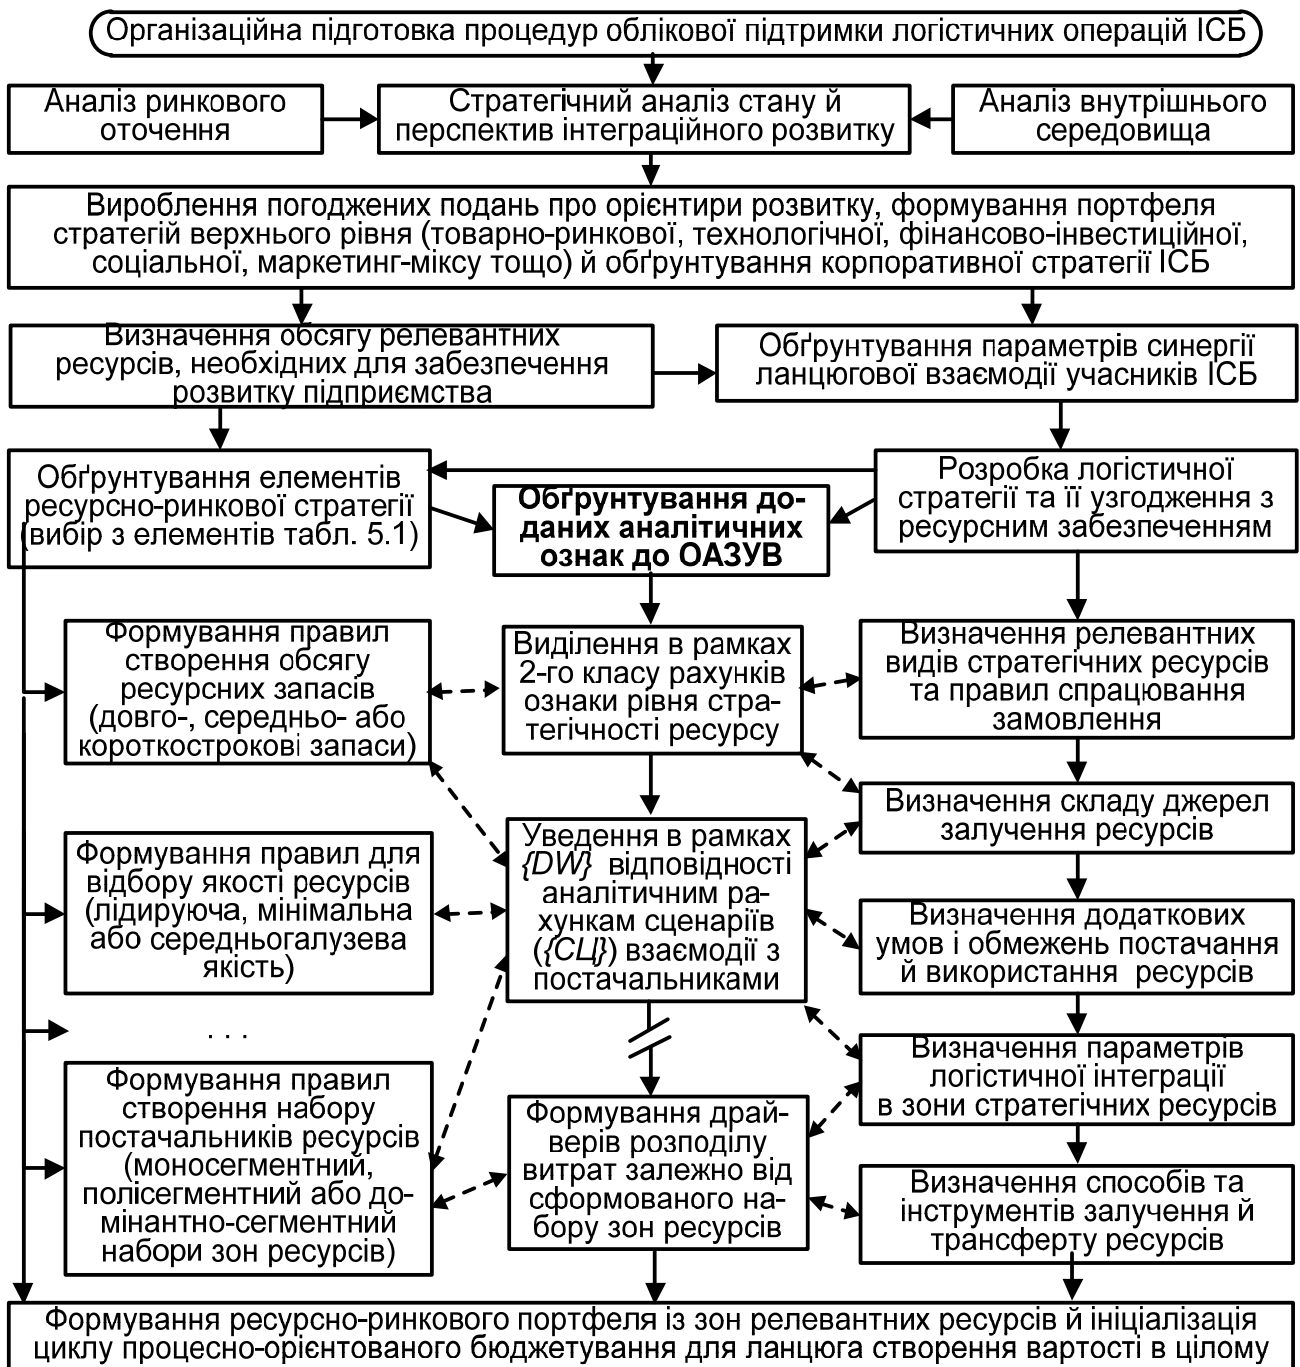 Організаційна підготовка процедур облікової підтримки логістичних операцій ІСБ
Аналіз ринкового
оточення
Стратегічний аналіз стану й
перспектив інтеграційного розвитку
Аналіз внутрішнього
середовища
Вироблення погоджених подань про орієнтири розвитку, формування портфеля
стратегій верхнього рівня (товарно-ринкової, технологічної, фінансово-інвестиційної,
соціальної, маркетинг-міксу тощо) й обґрунтування корпоративної стратегії ІСБ
Визначення обсягу релевантних
ресурсів, необхідних для забезпечення
розвитку підприємства
Обґрунтування параметрів синергії
ланцюгової взаємодії учасників ІСБ
Обґрунтування елементів
ресурсно-ринкової стратегії
(вибір з елементів табл. 5.1)
Обґрунтування до-
даних аналітичних
ознак до ОАЗУВ
Розробка логістичної
стратегії та її узгодження з
ресурсним забезпеченням
Формування правил
створення обсягу
ресурсних запасів
(довго-, середньо- або
короткострокові запаси)
Виділення в рамках
2-го класу рахунків
ознаки рівня стра-
тегічності ресурсу
Визначення релевантних
видів стратегічних ресурсів
та правил спрацювання
замовлення
Визначення складу джерел
залучення ресурсів
Формування правил для
відбору якості ресурсів
(лідируюча, мінімальна
або середньогалузева
якість)
Уведення в рамках
{DW} відповідності
аналітичним ра-
хункам сценаріїв
({СЦ}) взаємодії з
постачальниками
Визначення додаткових
умов і обмежень постачання
й використання ресурсів
. . .
Визначення параметрів
логістичної інтеграції
в зони стратегічних ресурсів
Формування правил
створення набору
постачальників ресурсів
(моносегментний,
полісегментний або до-
мінантно-сегментний
набори зон ресурсів)
Формування драй-
верів розподілу
витрат залежно від
сформованого на-
бору зон ресурсів
Визначення способів та
інструментів залучення й
трансферту ресурсів
Формування ресурсно-ринкового портфеля із зон релевантних ресурсів й ініціалізація
циклу процесно-орієнтованого бюджетування для ланцюга створення вартості в цілому